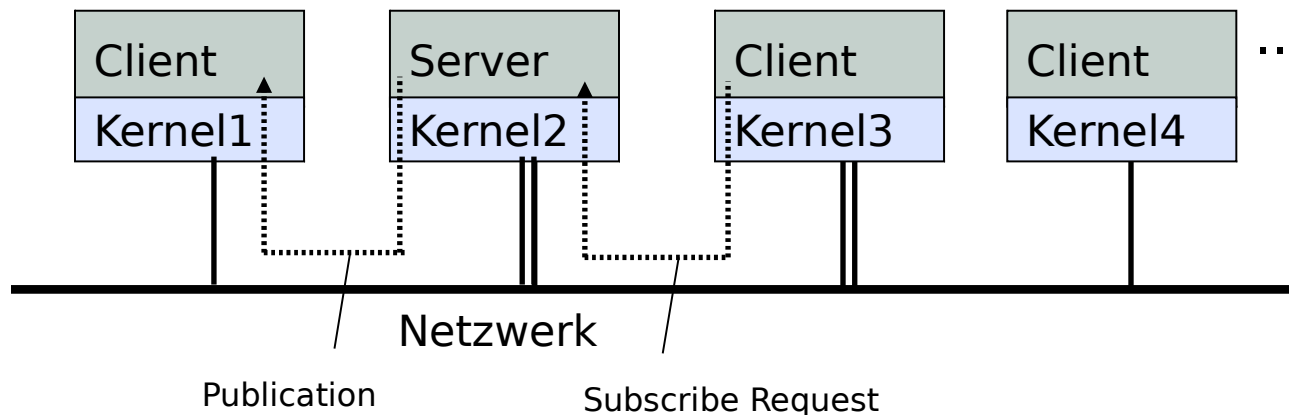 Client Server Client Client ...
Kernel1 Kernel2 Kernel3 Kernel4
Netzwerk
Publication Subscribe Request